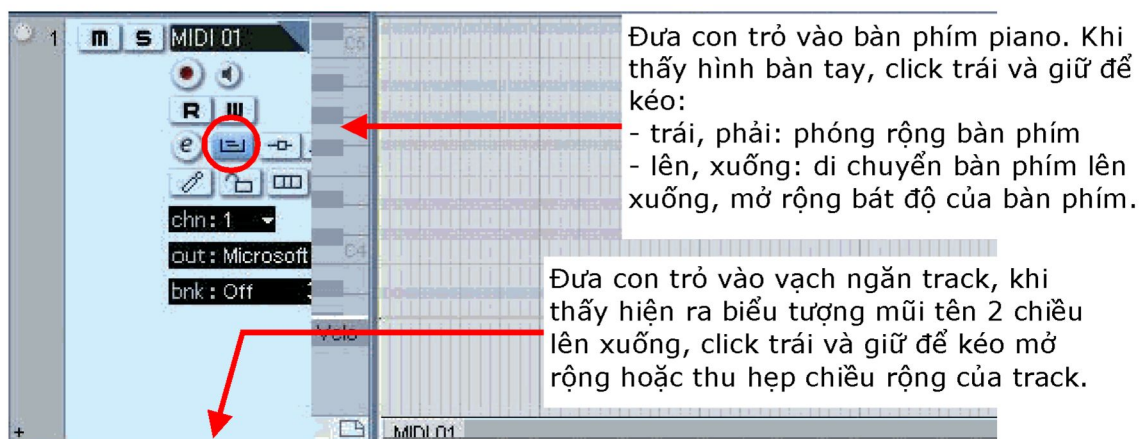 1 m S MIDI 01
C5
R W
e
chn: 1
out: Microsoft
C4
bnk: Off
Velo
+
MIDI 01
Đưa con trỏ vào bàn phím piano. Khi
thấy hình bàn tay, click trái và giữ để
kéo:
- trái, phải: phóng rộng bàn phím
- lên, xuống: di chuyển bàn phím lên
xuống, mở rộng bát độ của bàn phím.
Đưa con trỏ vào vạch ngăn track, khi
thấy hiện ra biểu tượng mũi tên 2 chiều
lên xuống, click trái và giữ để kéo mở
rộng hoặc thu hẹp chiều rộng của track.